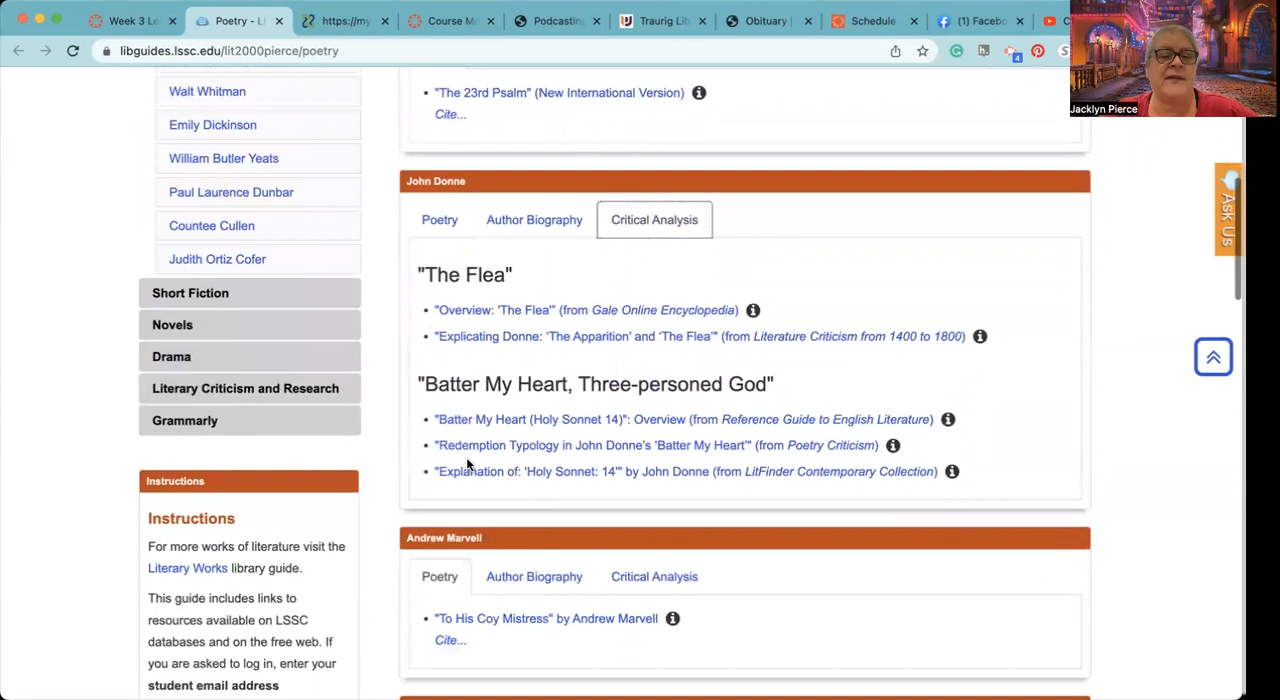 Week 3 Le
Poetry - Li
https://my
Course M
Podcasting
Traurig Lib
Obituary
Schedule
(1) Facebo
libguides.lssc.edu/lit2000pierce/poetry
4
Jacklyn Pierce
Walt Whitman
Emily Dickinson
William Butler Yeats
Paul Laurence Dunbar
Countee Cullen
Judith Ortiz Cofer
Short Fiction
Novels
Drama
Literary Criticism and Research
Grammarly
Instructions
Instructions
For more works of literature visit the
Literary Works library guide.
This guide includes links to
resources available on LSSC
databases and on the free web. If
you are asked to log in, enter your
student email address
• "The 23rd Psalm" (New International Version)
Cite...
John Donne
Poetry Author Biography Critical Analysis
"The Flea"
• "Overview: 'The Flea'" (from Gale Online Encyclopedia)
• "Explicating Donne: 'The Apparition' and 'The Flea'" (from Literature Criticism from 1400 to 1800)
"Batter My Heart, Three-personed God"
• "Batter My Heart (Holy Sonnet 14)": Overview (from Reference Guide to English Literature)
• "Redemption Typology in John Donne's 'Batter My Heart'" (from Poetry Criticism)
• "Explanation of: 'Holy Sonnet: 14'" by John Donne (from LitFinder Contemporary Collection)
Andrew Marvell
Poetry Author Biography Critical Analysis
• "To His Coy Mistress" by Andrew Marvell
Cite...
Ask Us